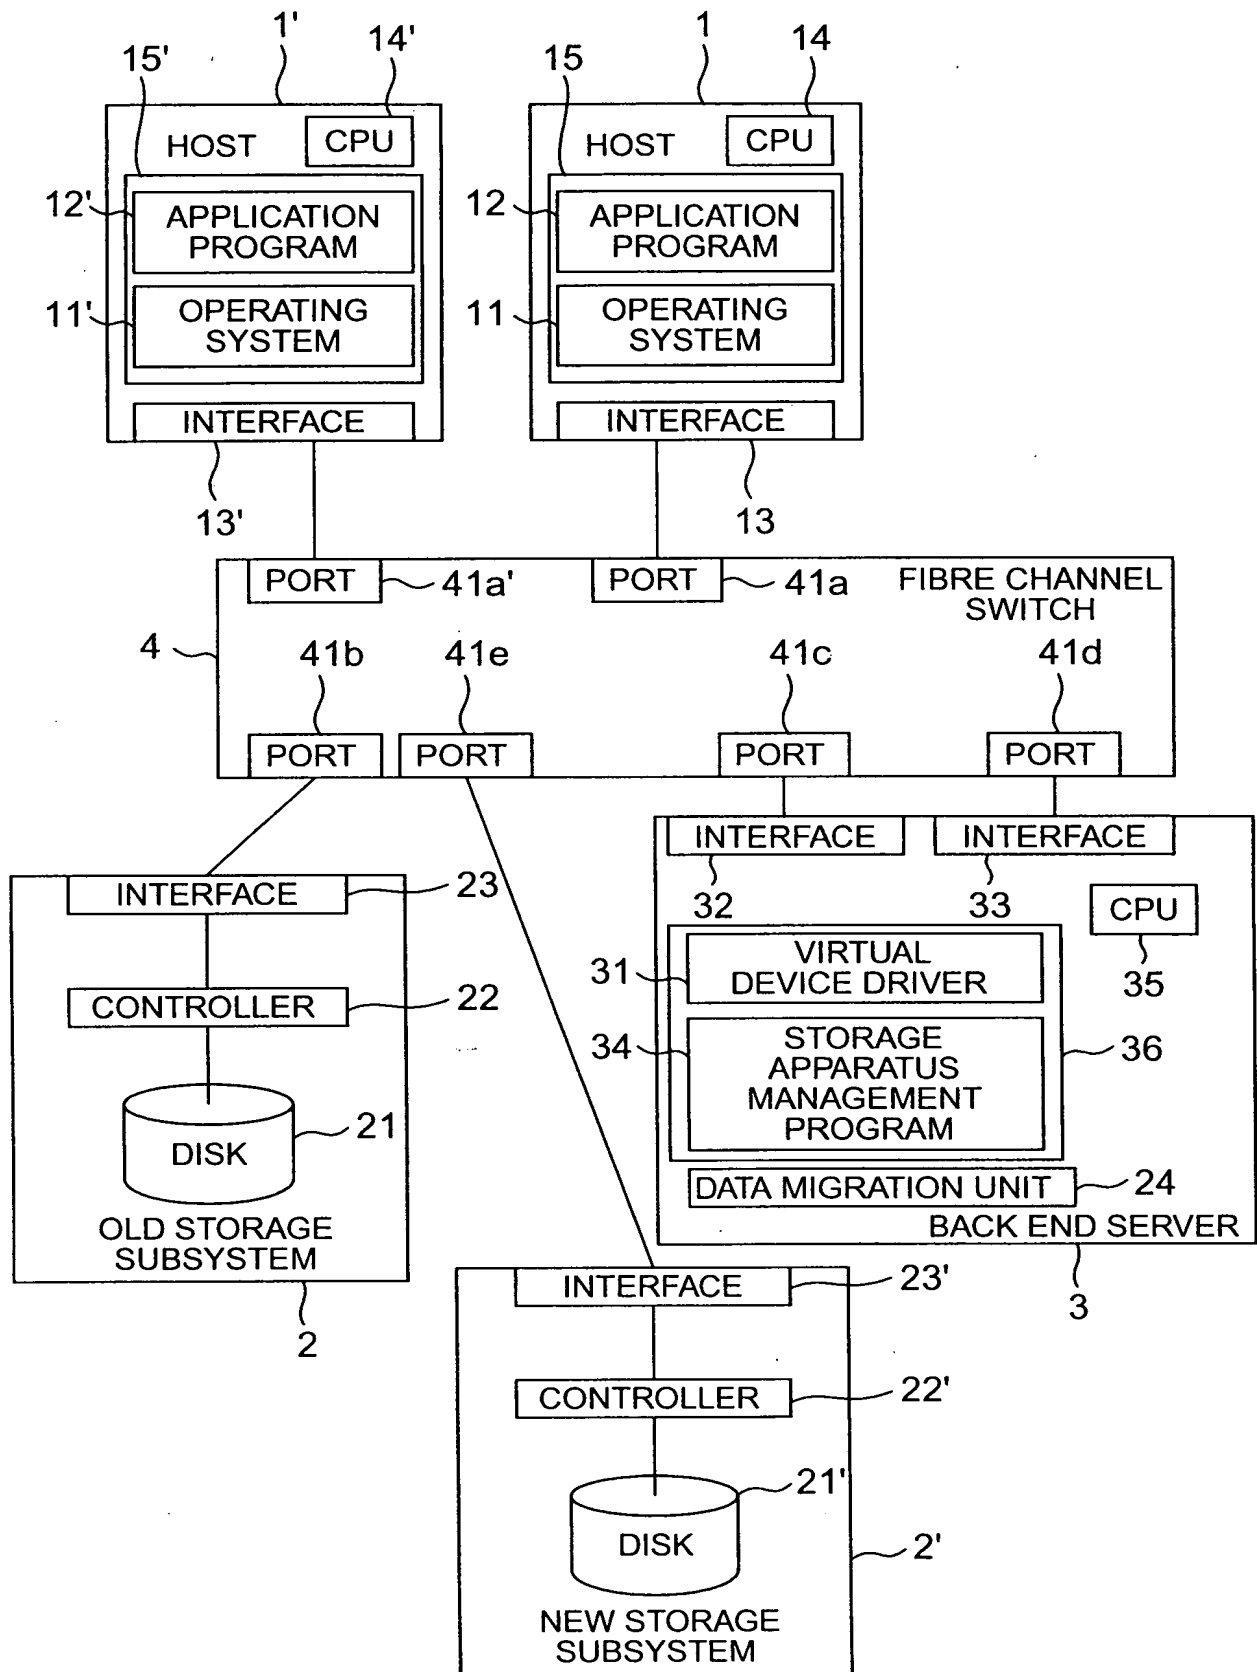 1'
14'
15'
1
14
15
HOST
CPU
HOST
CPU
12'
APPLICATION
PROGRAM
12
APPLICATION
PROGRAM
11'
OPERATING
SYSTEM
11
OPERATING
SYSTEM
INTERFACE
INTERFACE
13'
13
PORT
41a'
PORT
41a
FIBRE CHANNEL
SWITCH
4
41b
41e
41c
41d
PORT
PORT
PORT
PORT
INTERFACE
INTERFACE
INTERFACE
23
32
33
CPU
35
31
VIRTUAL
DEVICE DRIVER
CONTROLLER
22
34
STORAGE
APPARATUS
MANAGEMENT
PROGRAM
36
DISK
21
DATA MIGRATION UNIT
24
BACK END SERVER
3
OLD STORAGE
SUBSYSTEM
2
INTERFACE
23'
CONTROLLER
22'
DISK
21'
2'
NEW STORAGE
SUBSYSTEM